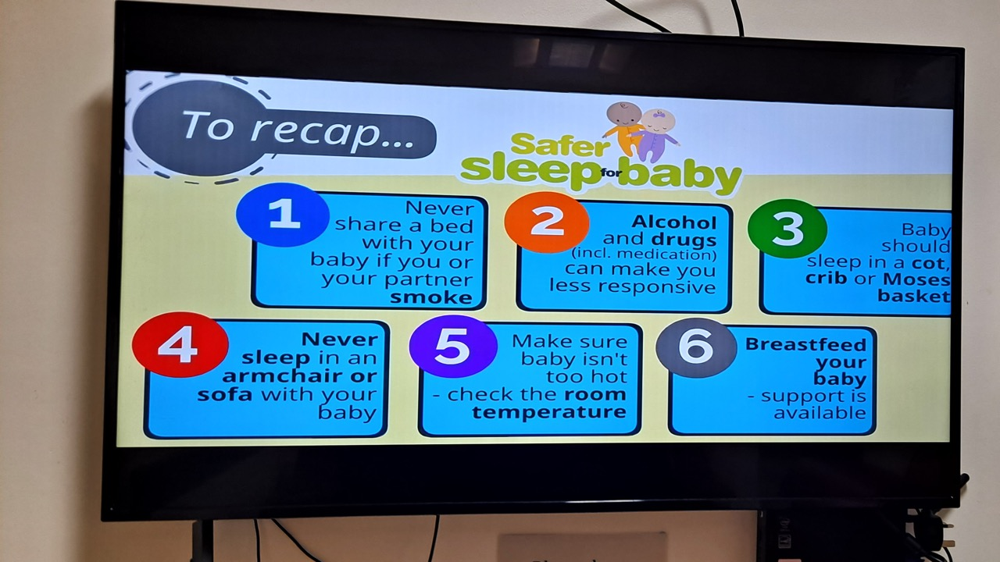 To recap...
Safer
sleep for baby
1
Never
share a bed
with your
baby if you or
your partner
smoke
2
Alcohol
and drugs
(incl. medication)
can make you
less responsive
3
Baby
should
sleep in a cot,
crib or Moses
basket
4
Never
sleep in an
armchair or
sofa with your
baby
5
Make sure
baby isn't
too hot
- check the room
temperature
6
Breastfeed
your
baby
- support is
available